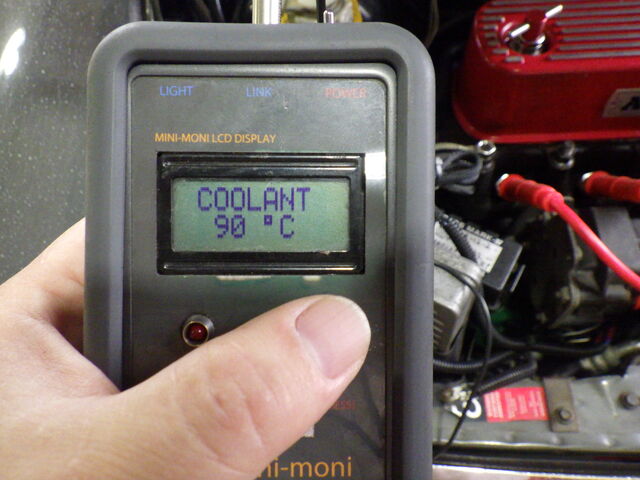 LIGHT LINK POWER
MINI-MONI LCD DISPLAY
COOLANT
90 °C
ni-moni